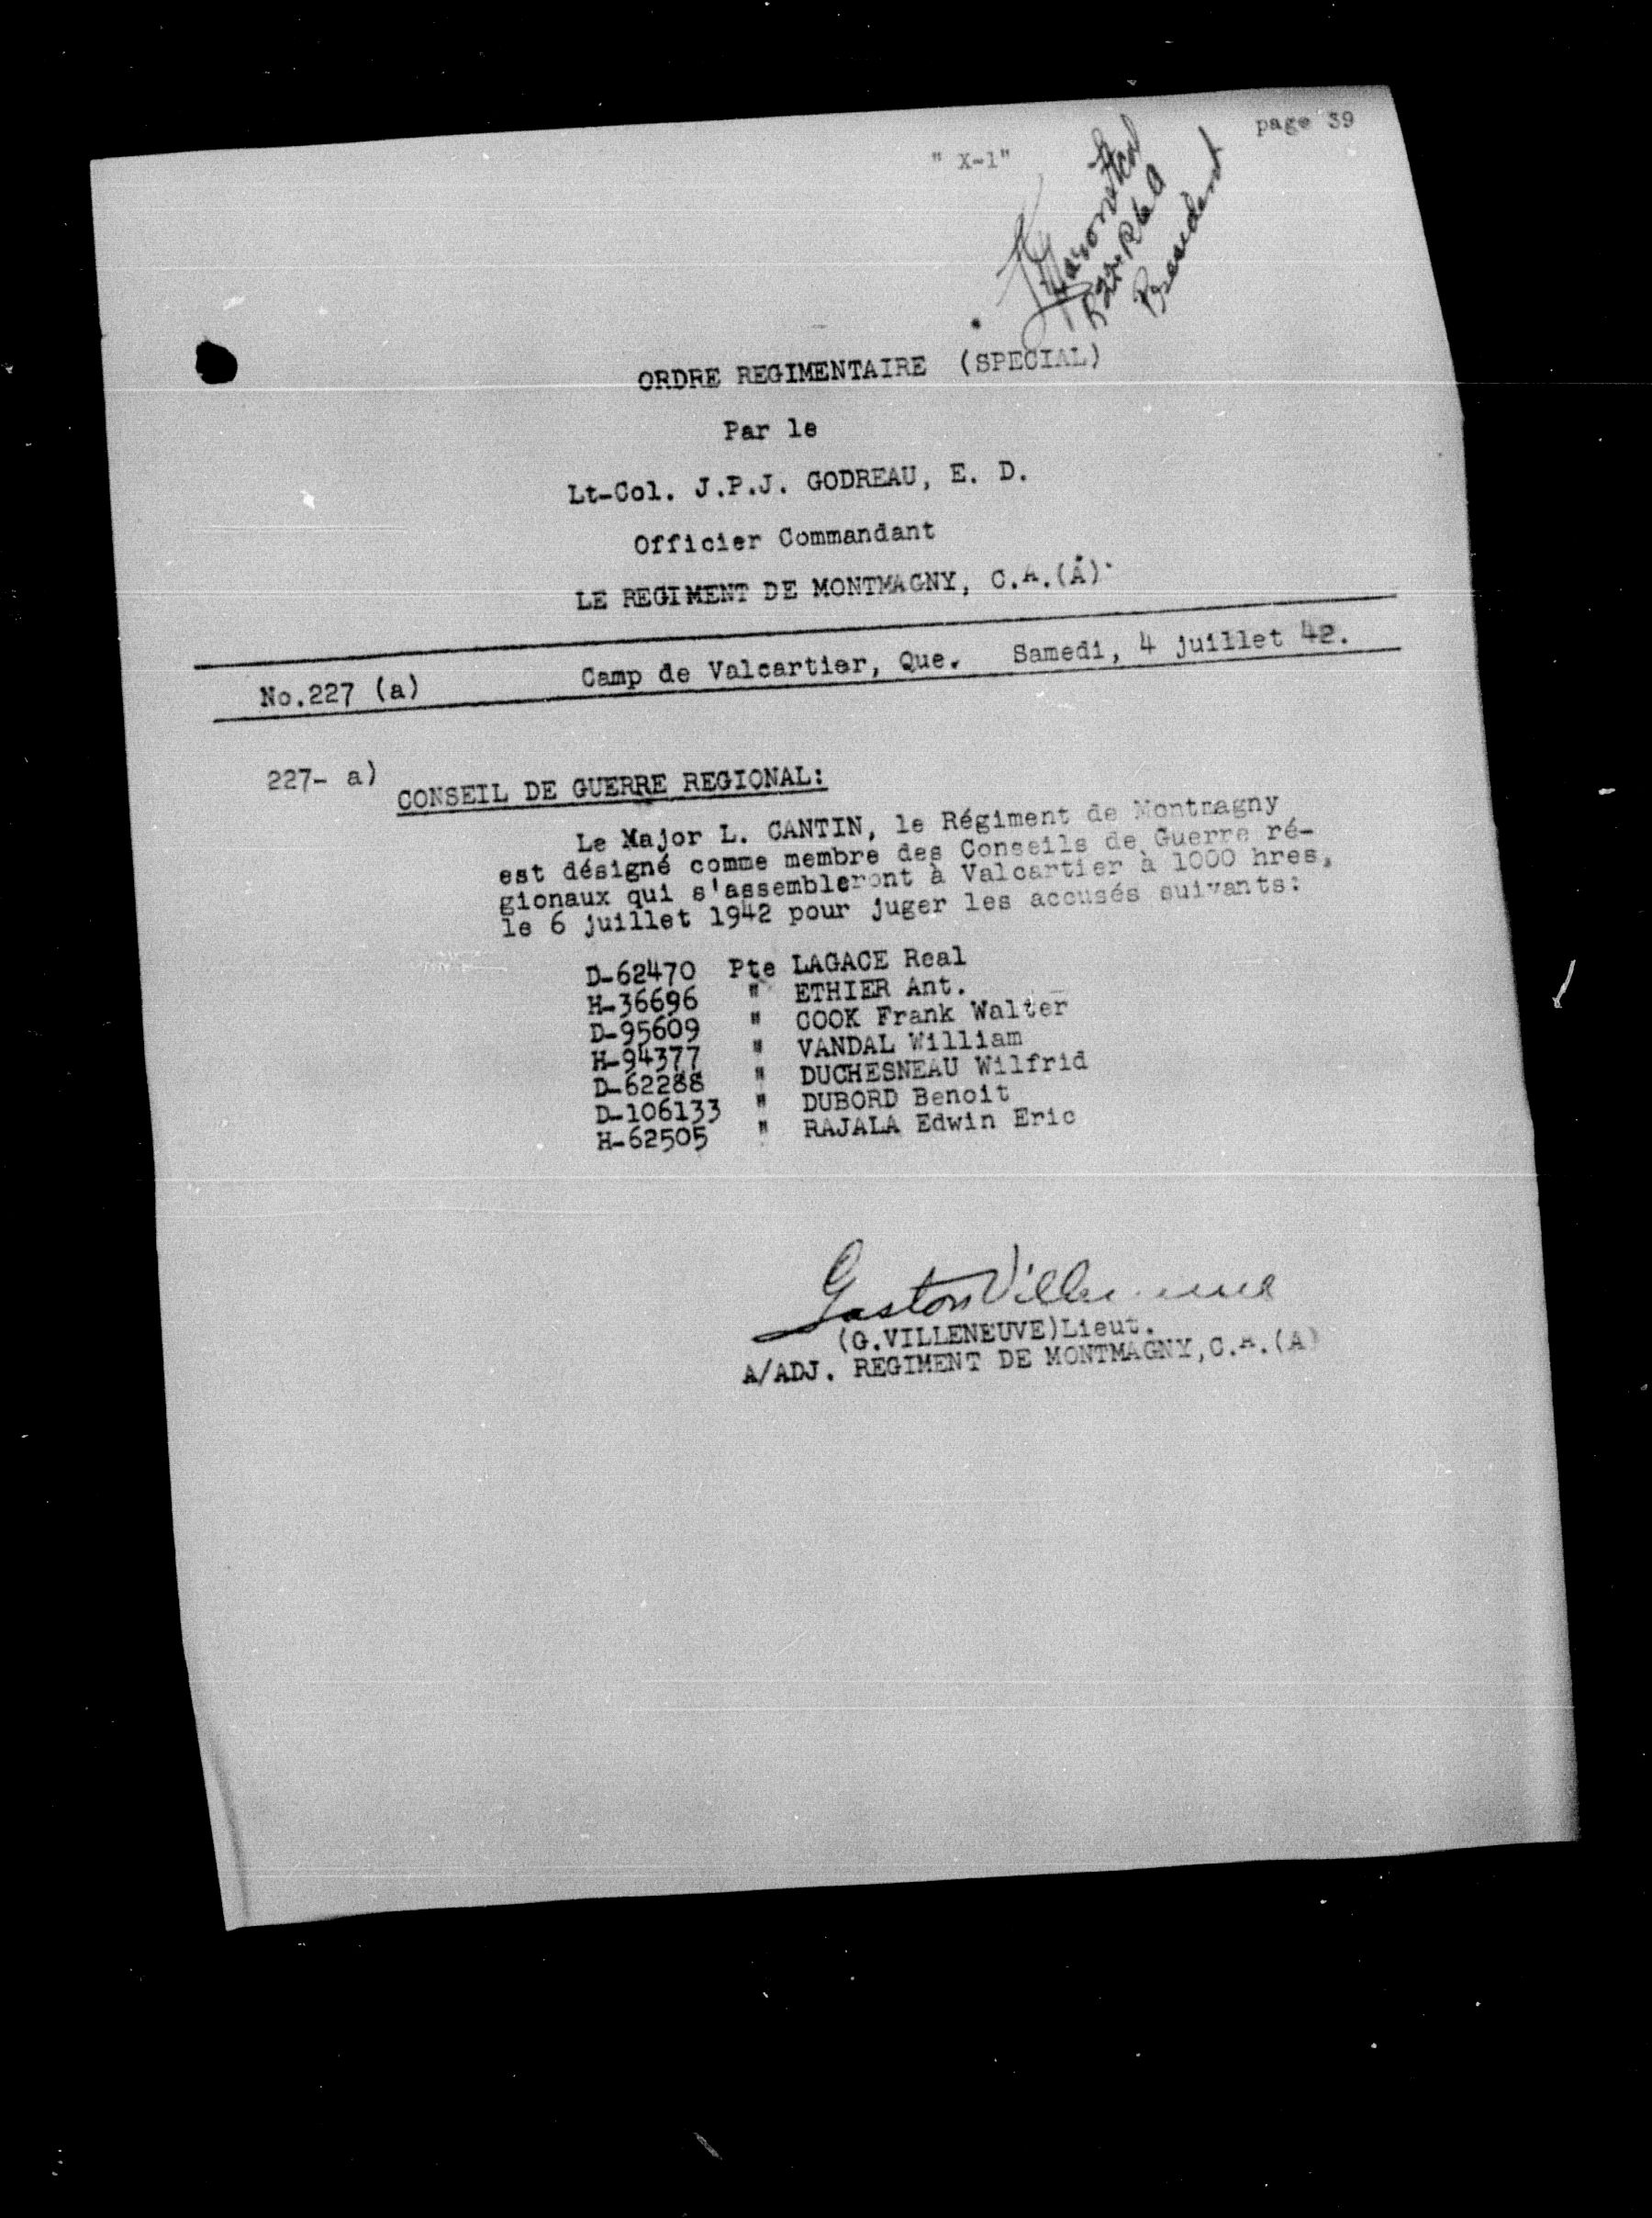 page 39
" X-1"
President
ORDRE REGIMENTAIRE (SPECIAL)
Par le
Lt-Col. J.P.J. GODREAU, E. D.
Officier Commandant
LE REGIMENT DE MONTMAGNY, C.A.(A)
No.227 (a) Camp de Valcartier, Que. Samedi, 4 juillet 42.
227- a) CONSEIL DE GUERRE REGIONAL:
Le Major L. CANTIN, le Régiment de Montmagny
est désigné comme membre des Conseils de Guerre ré-
gionaux qui s'assembleront à Valcartier à 1000 hres,
le 6 juillet 1942 pour juger les accusés suivants:
D-62470 Pte LAGACE Real
H-36696 " ETHIER Ant.
D-95609 " COOK Frank Walter
H-94377 " VANDAL William
D-62288 " DUCHESNEAU Wilfrid
D-106133 " DUBORD Benoit
H-62505 " RAJALA Edwin Eric
Gaston Villeneuve
(G.VILLENEUVE)Lieut.
A/ADJ. REGIMENT DE MONTMAGNY,C.A.(A)